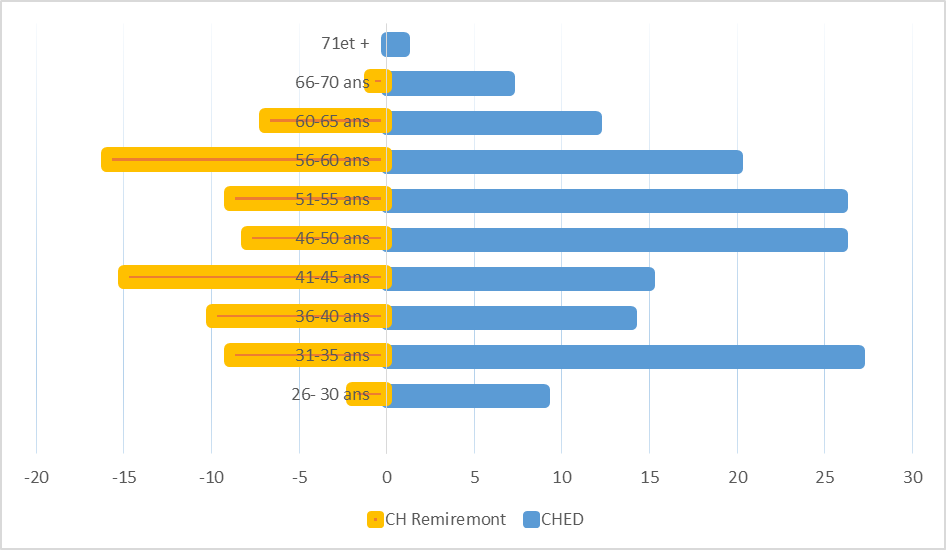 71et +
66-70 ans
60-65 ans
56-60 ans
51-55 ans
46-50 ans
41-45 ans
36-40 ans
31-35 ans
26- 30 ans
-20 -15 -10 -5 0 5 10 15 20 25 30
CH Remiremont CHED